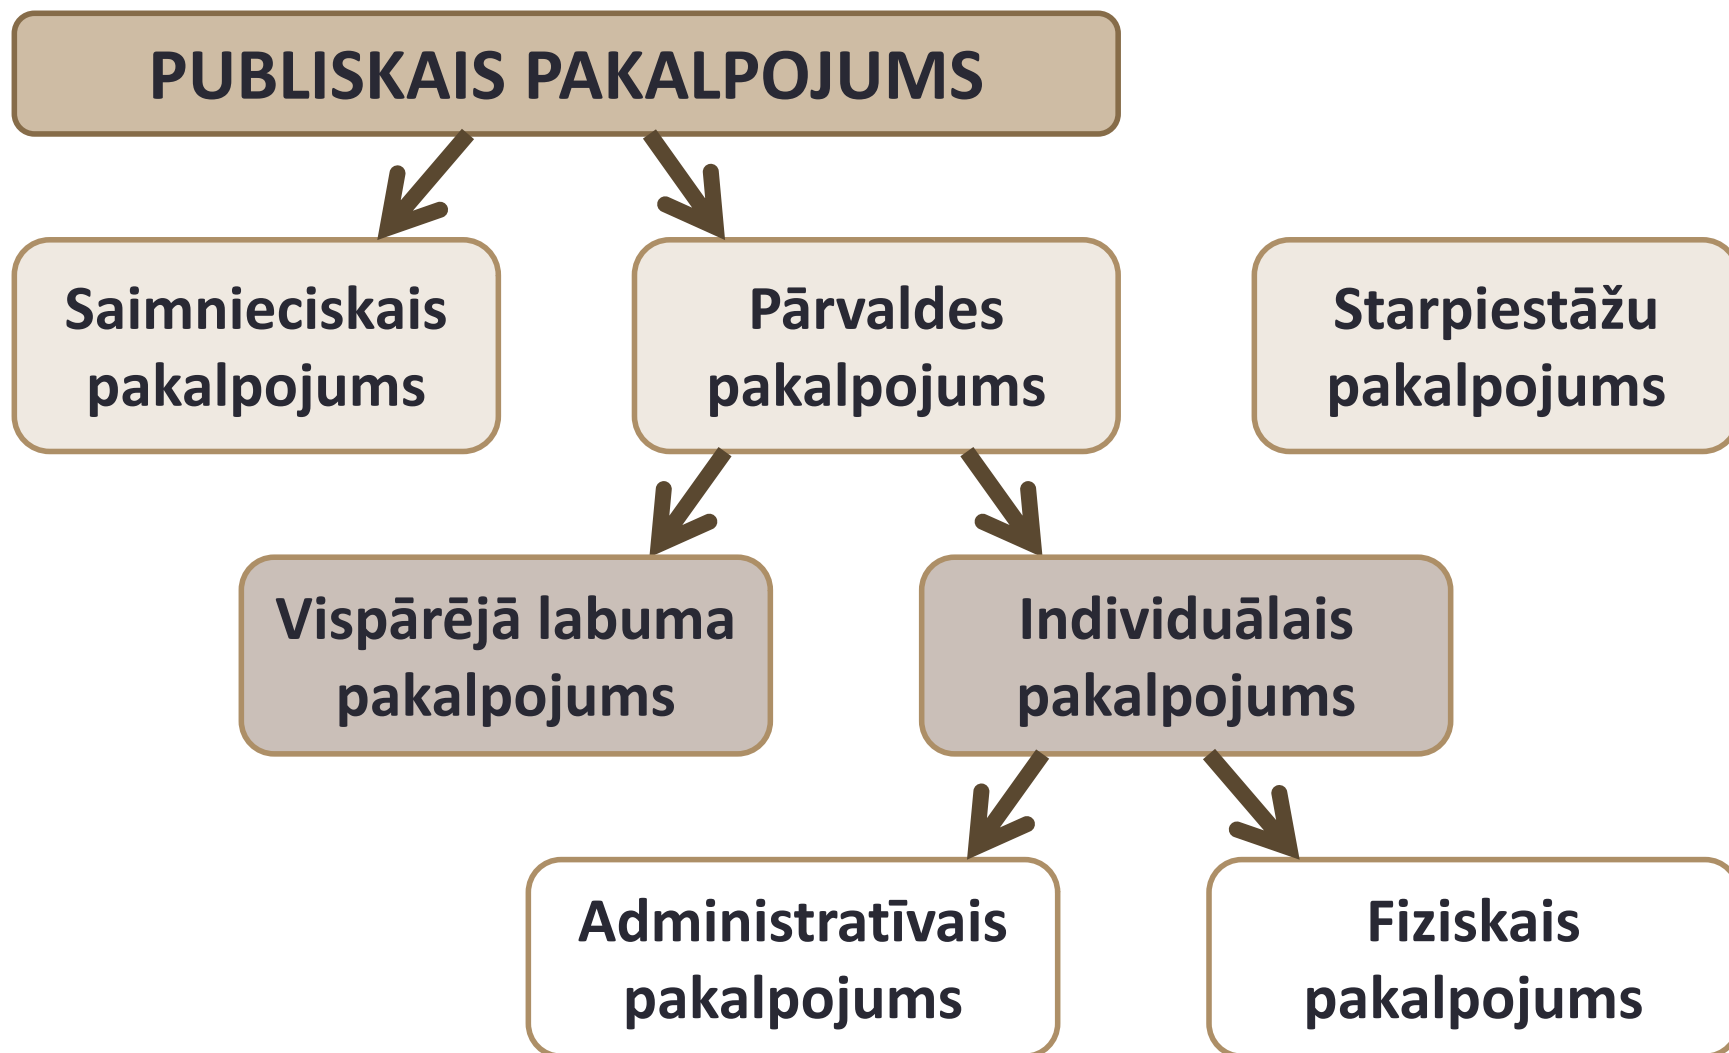 PUBLISKAIS PAKALPOJUMS
Saimnieciskais
pakalpojums
Pārvaldes
pakalpojums
Starpiestāžu
pakalpojums
Vispārējā labuma
pakalpojums
Individuālais
pakalpojums
Administratīvais
pakalpojums
Fiziskais
pakalpojums